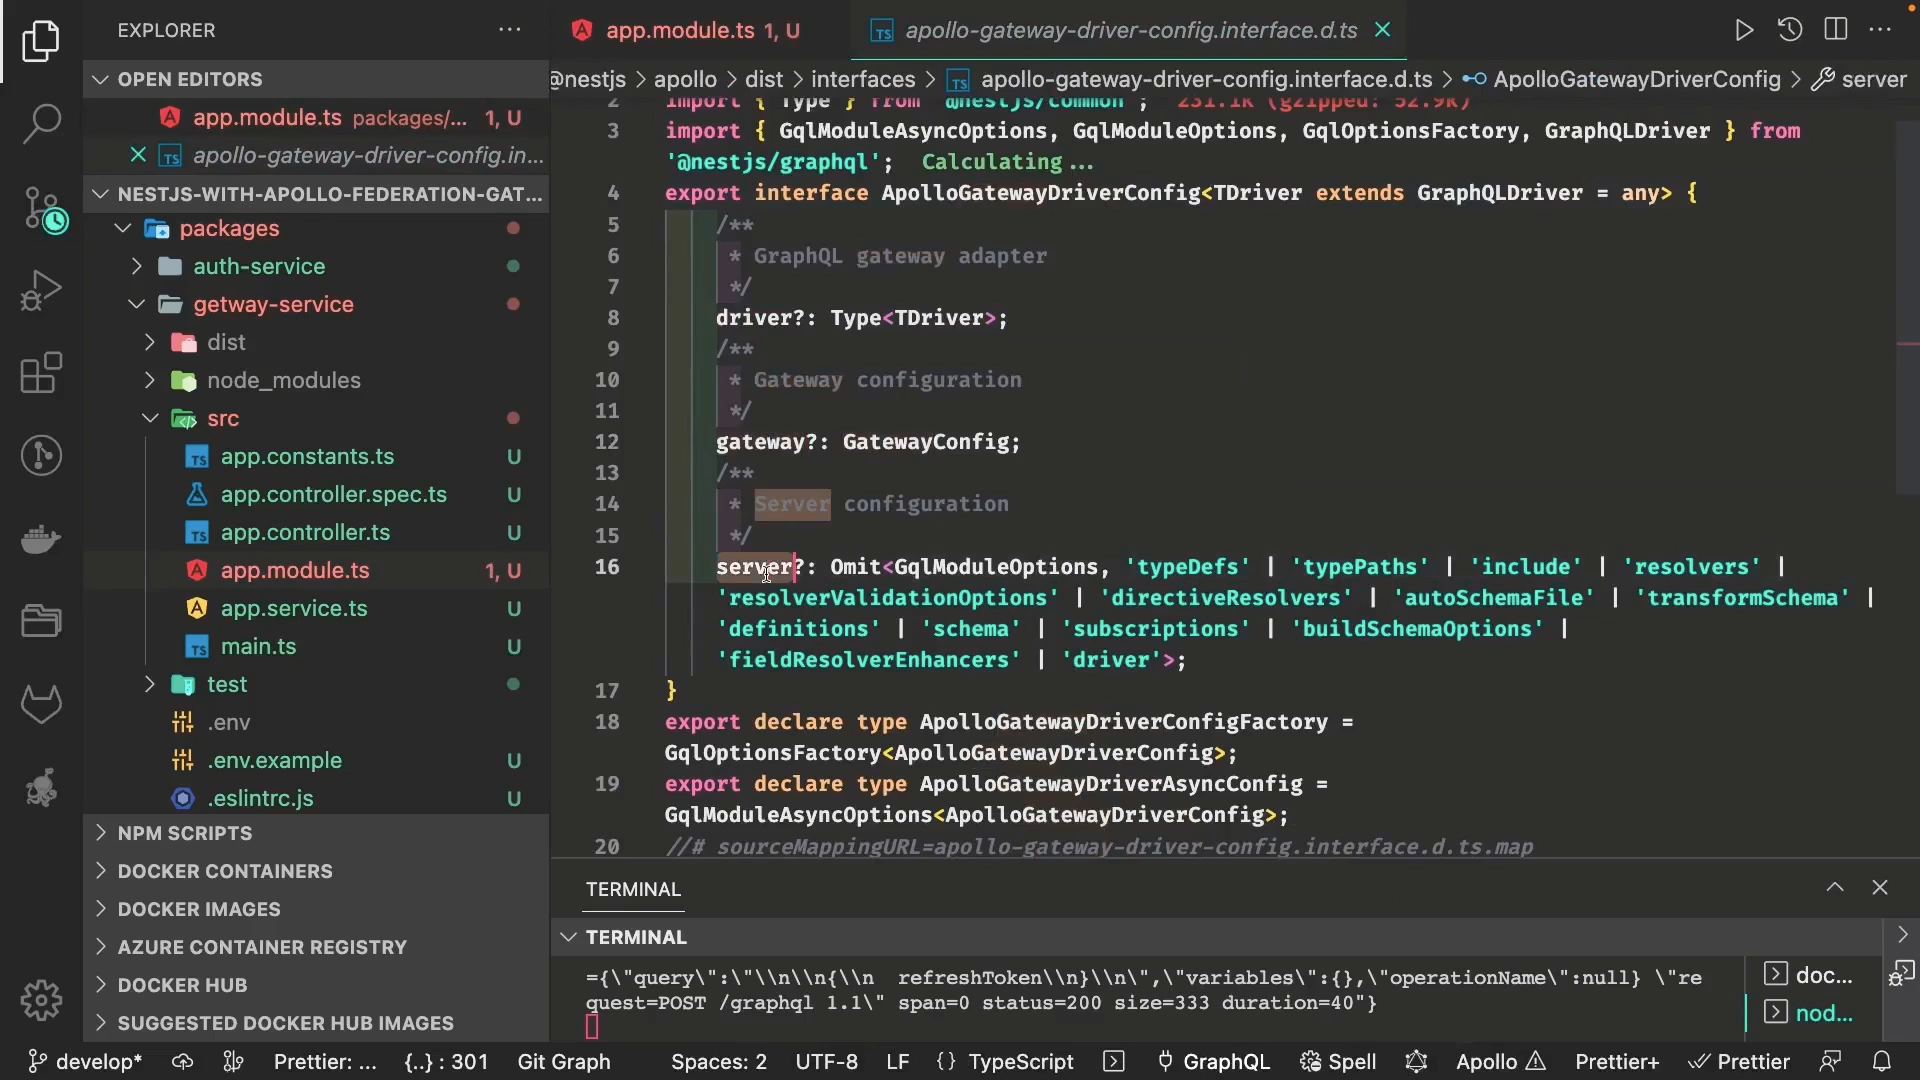 EXPLORER
OPEN EDITORS
app.module.ts packages/... 1, U
apollo-gateway-driver-config.in...
NESTJS-WITH-APOLLO-FEDERATION-GAT...
packages
auth-service
getway-service
dist
node_modules
src
app.constants.ts U
app.controller.spec.ts U
app.controller.ts U
app.module.ts 1, U
app.service.ts U
main.ts U
test
.env
.env.example U
.eslintrc.js U
NPM SCRIPTS
DOCKER CONTAINERS
DOCKER IMAGES
AZURE CONTAINER REGISTRY
DOCKER HUB
SUGGESTED DOCKER HUB IMAGES
app.module.ts 1, U
apollo-gateway-driver-config.interface.d.ts
@nestjs > apollo > dist > interfaces > apollo-gateway-driver-config.interface.d.ts > ApolloGatewayDriverConfig > server
2 import { Type } from '@nestjs/common'; 231.1K (gzipped: 52.9K)
3 import { GqlModuleAsyncOptions, GqlModuleOptions, GqlOptionsFactory, GraphQLDriver } from
'@nestjs/graphql'; Calculating...
4 export interface ApolloGatewayDriverConfig<TDriver extends GraphQLDriver = any> {
5 /**
6 * GraphQL gateway adapter
7 */
8 driver?: Type<TDriver>;
9 /**
10 * Gateway configuration
11 */
12 gateway?: GatewayConfig;
13 /**
14 * Server configuration
15 */
16 server?: Omit<GqlModuleOptions, 'typeDefs' | 'typePaths' | 'include' | 'resolvers' |
'resolverValidationOptions' | 'directiveResolvers' | 'autoSchemaFile' | 'transformSchema' |
'definitions' | 'schema' | 'subscriptions' | 'buildSchemaOptions' |
'fieldResolverEnhancers' | 'driver'>;
17 }
18 export declare type ApolloGatewayDriverConfigFactory =
GqlOptionsFactory<ApolloGatewayDriverConfig>;
19 export declare type ApolloGatewayDriverAsyncConfig =
GqlModuleAsyncOptions<ApolloGatewayDriverConfig>;
20 //# sourceMappingURL=apollo-gateway-driver-config.interface.d.ts.map
TERMINAL
TERMINAL
={\"query\":\"\\n\\n{\\n  refreshToken\\n}\\n\",\"variables\":{},\"operationName\":null} \"re
quest=POST /graphql 1.1\" span=0 status=200 size=333 duration=40"}
doc...
nod...
develop* Prettier: ... {..} : 301 Git Graph Spaces: 2 UTF-8 LF {} TypeScript GraphQL Spell Apollo Prettier+ Prettier